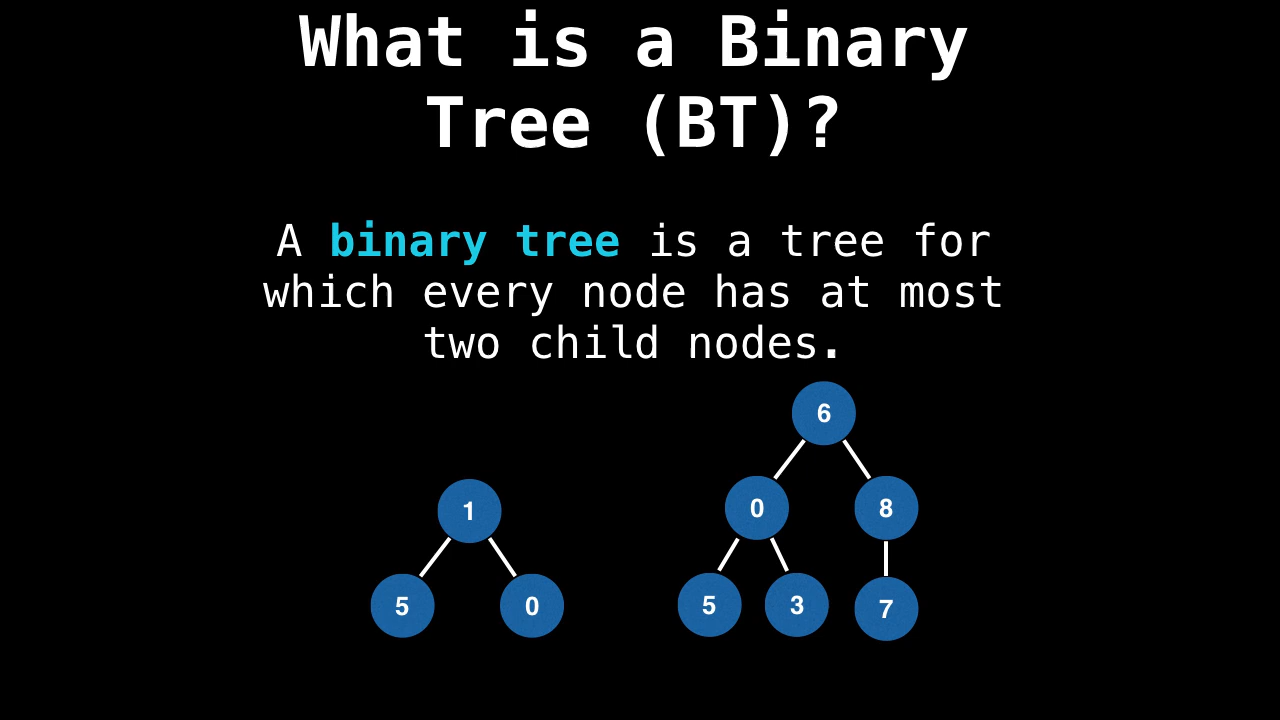 What is a Binary
Tree (BT)?
A binary tree is a tree for
which every node has at most
two child nodes.
6
1
0
8
5
0
5
3
7